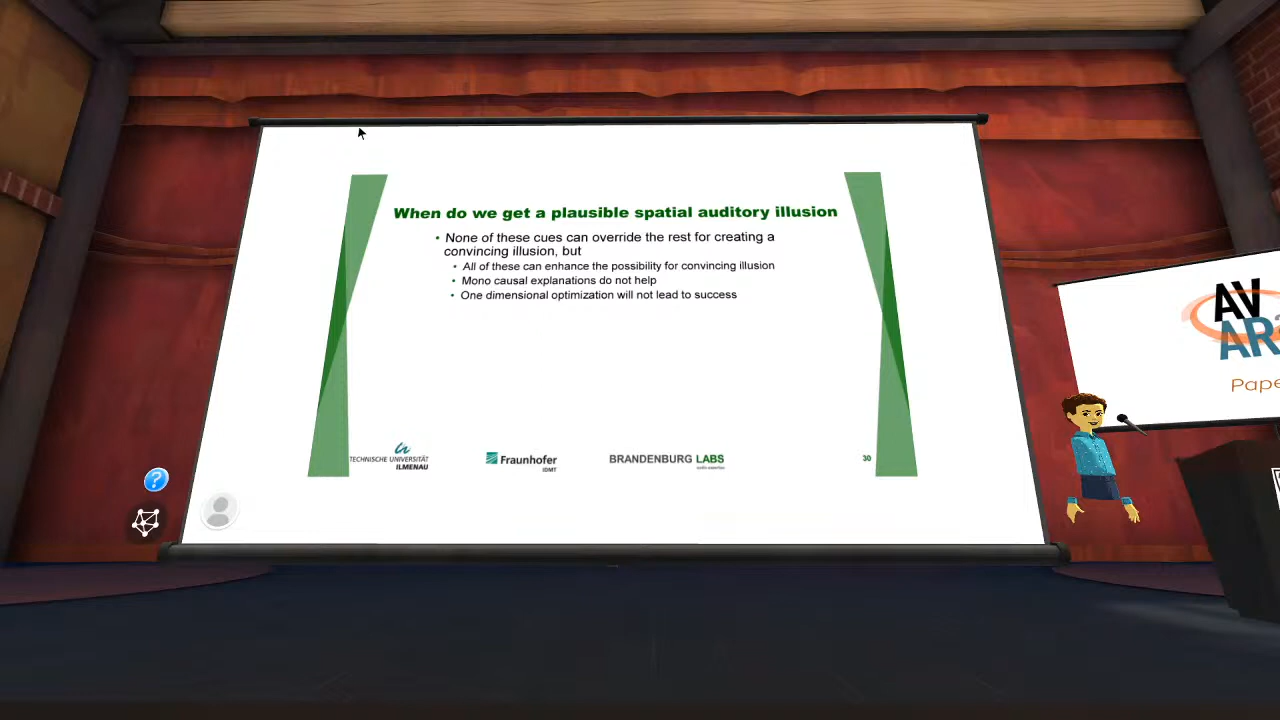 When do we get a plausible spatial auditory illusion
• None of these cues can override the rest for creating a
convincing illusion, but
• All of these can enhance the possibility for convincing illusion
• Mono causal explanations do not help
• One dimensional optimization will not lead to success
TECHNISCHE UNIVERSITÄT
ILMENAU
Fraunhofer
IDMT
BRANDENBURG LABS
30
?
AV
AR
Pape